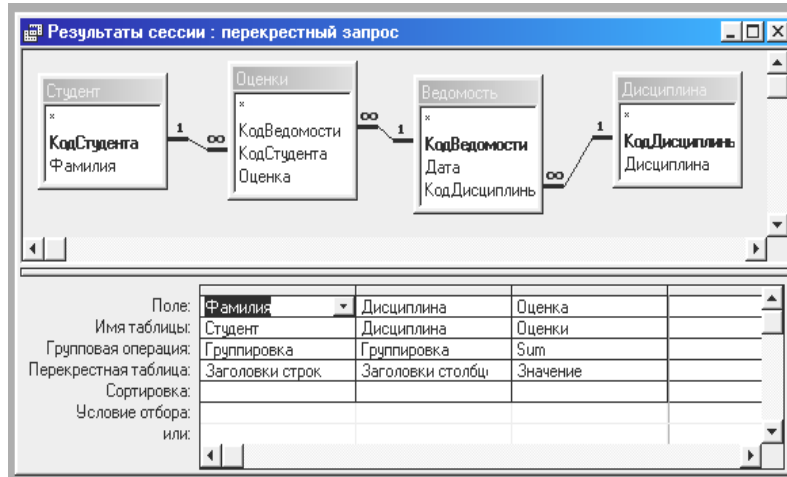 Результаты сессии : перекрестный запрос
Студент
*
КодСтудента
Фамилия
1
∞
Оценки
*
КодВедомости
КодСтудента
Оценка
∞
1
Ведомость
*
КодВедомости
Дата
КодДисциплинь
∞
1
Дисциплина
*
КодДисциплинь
Дисциплина
Поле: Фамилия Дисциплина Оценка
Имя таблицы: Студент Дисциплина Оценки
Групповая операция: Группировка Группировка Sum
Перекрестная таблица: Заголовки строк Заголовки столбц Значение
Сортировка:
Условие отбора:
или: